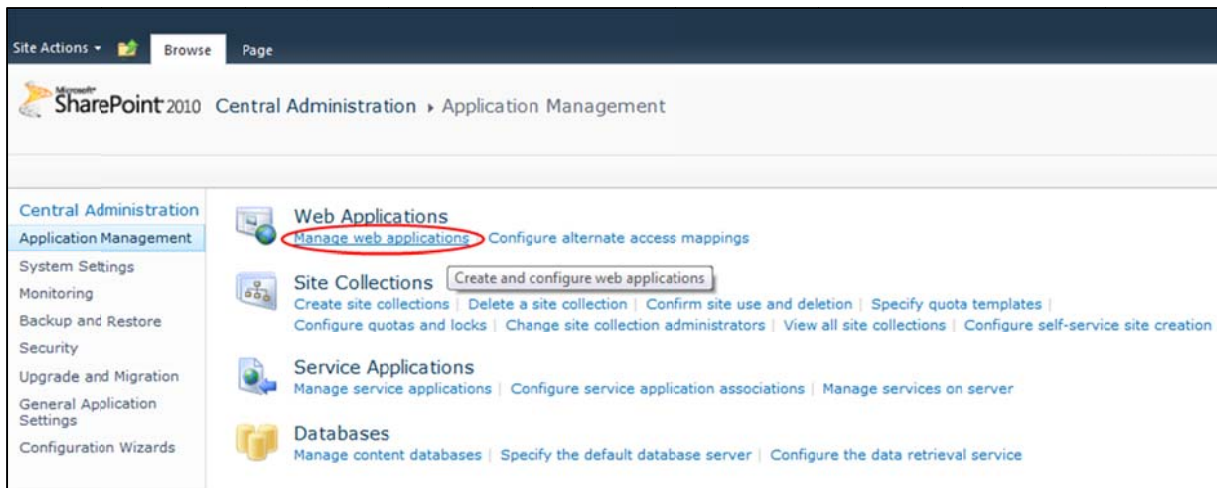 Site Actions Browse Page
Microsoft
SharePoint 2010 Central Administration Application Management
Central Administration
Application Management
System Settings
Monitoring
Backup and Restore
Security
Upgrade and Migration
General Application
Settings
Configuration Wizards
Web Applications
Manage web applications Configure alternate access mappings
Create and configure web applications
Site Collections
Create site collections | Delete a site collection | Confirm site use and deletion | Specify quota templates |
Configure quotas and locks | Change site collection administrators | View all site collections | Configure self-service site creation
Service Applications
Manage service applications | Configure service application associations | Manage services on server
Databases
Manage content databases | Specify the default database server | Configure the data retrieval service